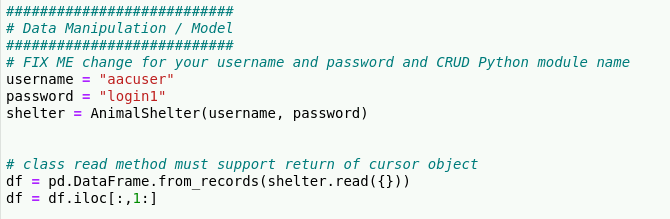 ###########################
# Data Manipulation / Model
###########################
# FIX ME change for your username and password and CRUD Python module name
username = "aacuser"
password = "login1"
shelter = AnimalShelter(username, password)
# class read method must support return of cursor object
df = pd.DataFrame.from_records(shelter.read({}))
df = df.iloc[:,1:]